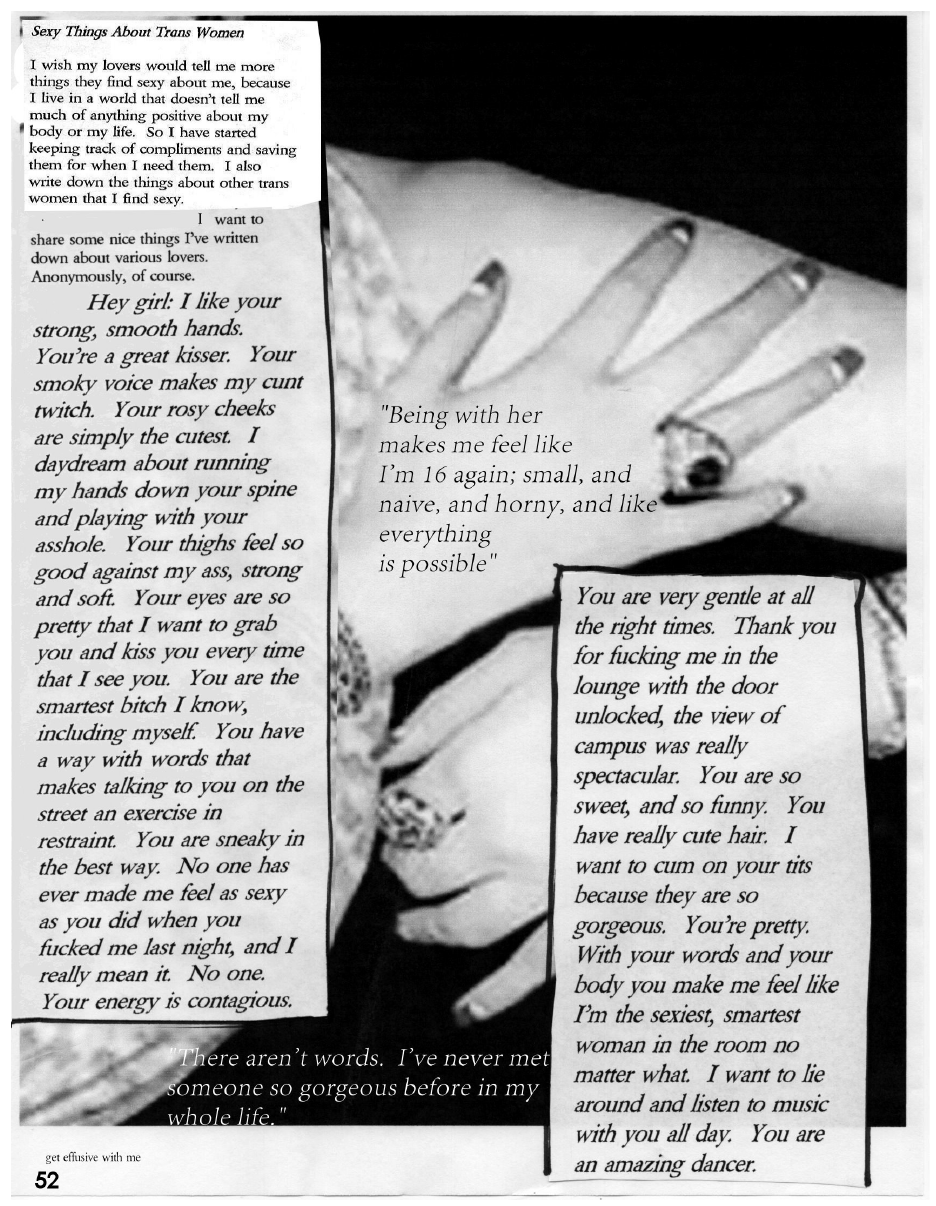 Sexy Things About Trans Women
I wish my lovers would tell me more
things they find sexy about me, because
I live in a world that doesn't tell me
much of anything positive about my
body or my life. So I have started
keeping track of compliments and saving
them for when I need them. I also
write down the things about other trans
women that I find sexy.
I want to
share some nice things I've written
down about various lovers.
Anonymously, of course.
Hey girl: I like your
strong, smooth hands.
You're a great kisser. Your
smoky voice makes my cunt
twitch. Your rosy cheeks
are simply the cutest. I
daydream about running
my hands down your spine
and playing with your
asshole. Your thighs feel so
good against my ass, strong
and soft. Your eyes are so
pretty that I want to grab
you and kiss you every time
that I see you. You are the
smartest bitch I know,
including myself. You have
a way with words that
makes talking to you on the
street an exercise in
restraint. You are sneaky in
the best way. No one has
ever made me feel as sexy
as you did when you
fucked me last night, and I
really mean it. No one.
Your energy is contagious.
"Being with her
makes me feel like
I'm 16 again; small, and
naive, and horny, and like
everything
is possible"
You are very gentle at all
the right times. Thank you
for fucking me in the
lounge with the door
unlocked, the view of
campus was really
spectacular. You are so
sweet, and so funny. You
have really cute hair. I
want to cum on your tits
because they are so
gorgeous. You're pretty.
With your words and your
body you make me feel like
I'm the sexiest, smartest
woman in the room no
matter what. I want to lie
around and listen to music
with you all day. You are
an amazing dancer.
"There aren't words. I've never met
someone so gorgeous before in my
whole life."
get effusive with me
52